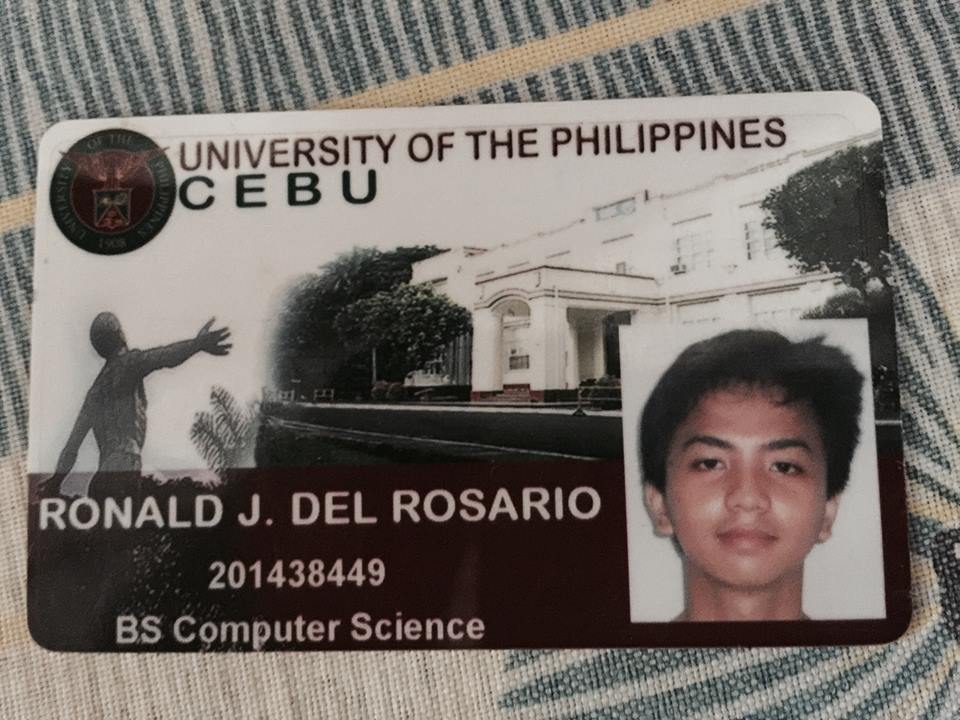 UNIVERSITY OF THE PHILIPPINES
CEBU
UNIVERSITY OF THE PHILIPPINES
1908
RONALD J. DEL ROSARIO
201438449
BS Computer Science